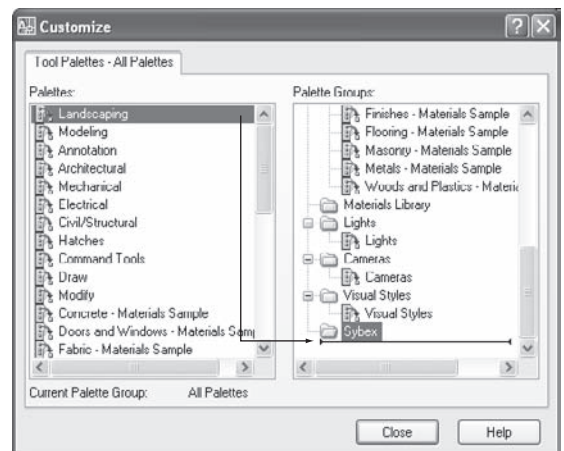 Customize
Tool Palettes - All Palettes
Palettes:
Landscaping
Modeling
Annotation
Architectural
Mechanical
Electrical
Civil/Structural
Hatches
Command Tools
Draw
Modify
Concrete - Materials Sample
Doors and Windows - Materials Samp
Fabric - Materials Sample
Palette Groups:
Finishes - Materials Sample
Flooring - Materials Sample
Masonry - Materials Sample
Metals - Materials Sample
Woods and Plastics - Materia
Materials Library
Lights
Lights
Cameras
Cameras
Visual Styles
Visual Styles
Sybex
Current Palette Group: All Palettes
Close
Help